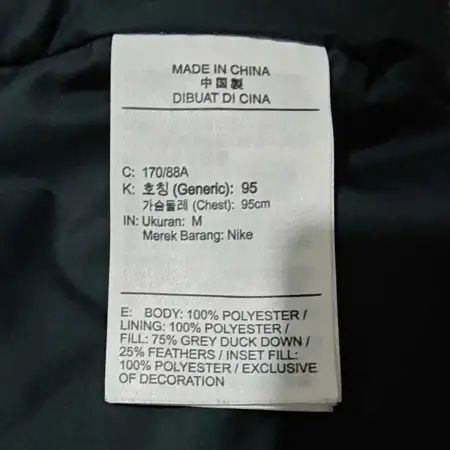 MADE IN CHINA
中国製
DIBUAT DI CINA
C: 170/88A
K: 호칭 (Generic): 95
가슴둘레 (Chest): 95cm
IN: Ukuran: M
Merek Barang: Nike
E: BODY: 100% POLYESTER /
LINING: 100% POLYESTER /
FILL: 75% GREY DUCK DOWN /
25% FEATHERS / INSET FILL:
100% POLYESTER / EXCLUSIVE
OF DECORATION